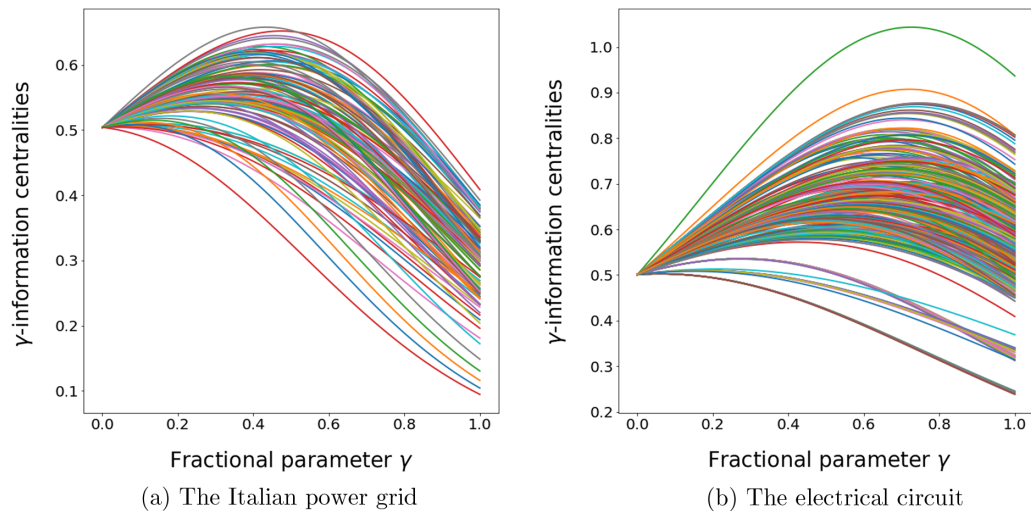 γ-information centralities
0.6
0.5
0.4
0.3
0.2
0.1
0.0 0.2 0.4 0.6 0.8 1.0
Fractional parameter γ
(a) The Italian power grid
γ-information centralities
1.0
0.9
0.8
0.7
0.6
0.5
0.4
0.3
0.2
0.0 0.2 0.4 0.6 0.8 1.0
Fractional parameter γ
(b) The electrical circuit